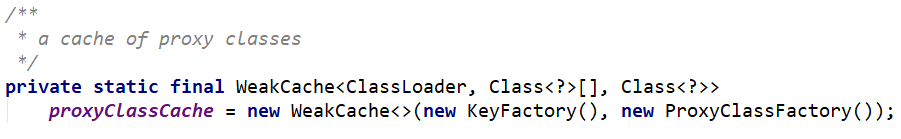 /**
 * a cache of proxy classes
 */
private static final WeakCache<ClassLoader, Class<?>[], Class<?>>
    proxyClassCache = new WeakCache<>(new KeyFactory(), new ProxyClassFactory());